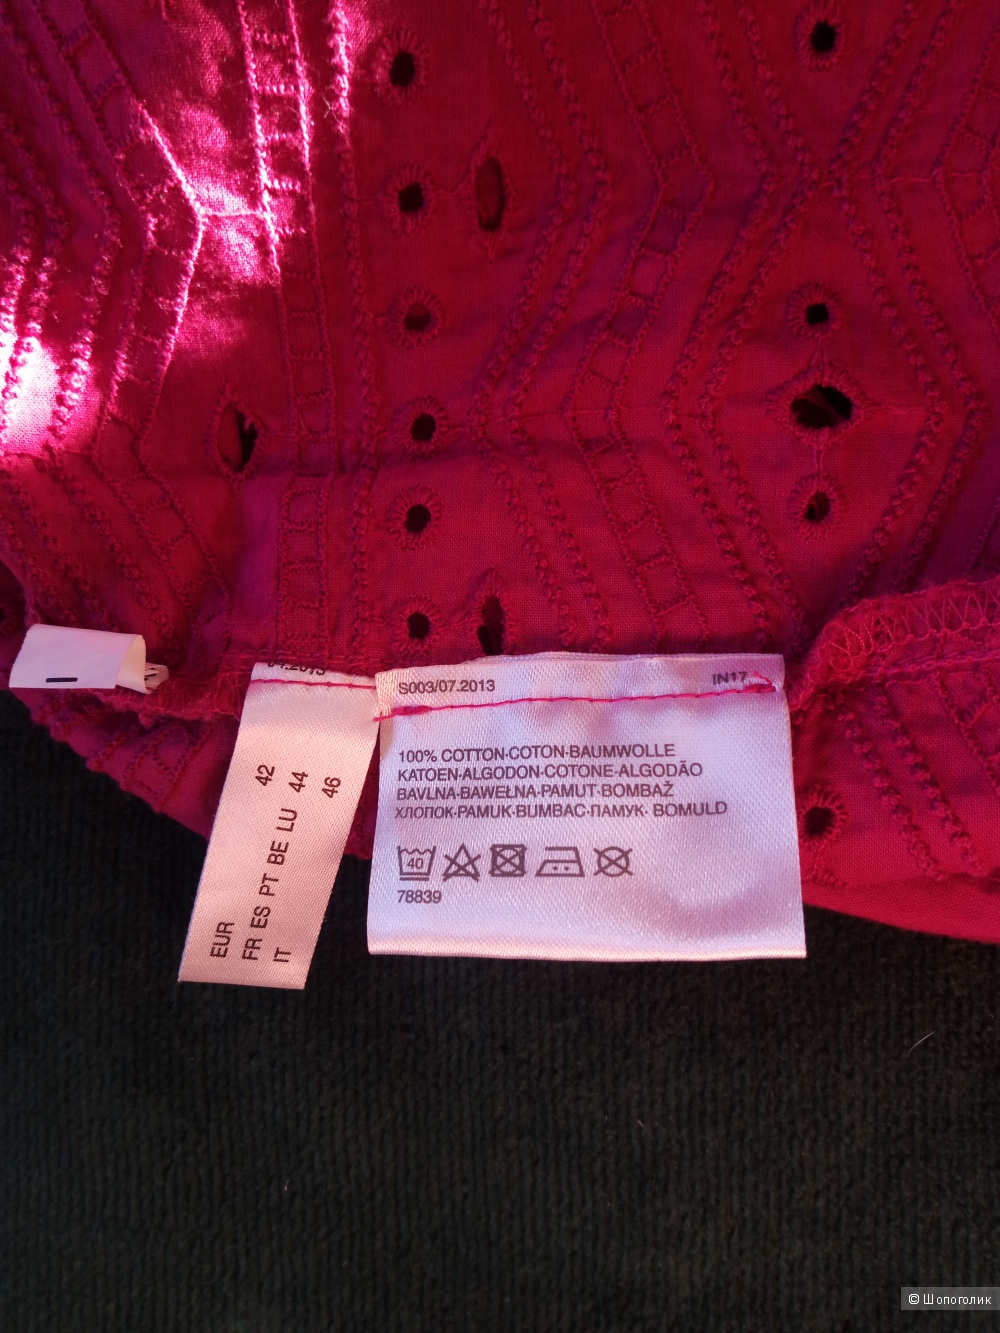 S003/07.2013
IN17
100% COTTON·COTON·BAUMWOLLE
KATOEN·ALGODON·COTONE·ALGODÃO
BAVLNA·BAWEŁNA·PAMUT·BOMBAŽ
ХЛОПОК·PAMUK·BUMBAC·ПАМУК· BOMULD
40
78839
EUR 42
FR ES PT BE LU 44
IT 46
© Шопоголик